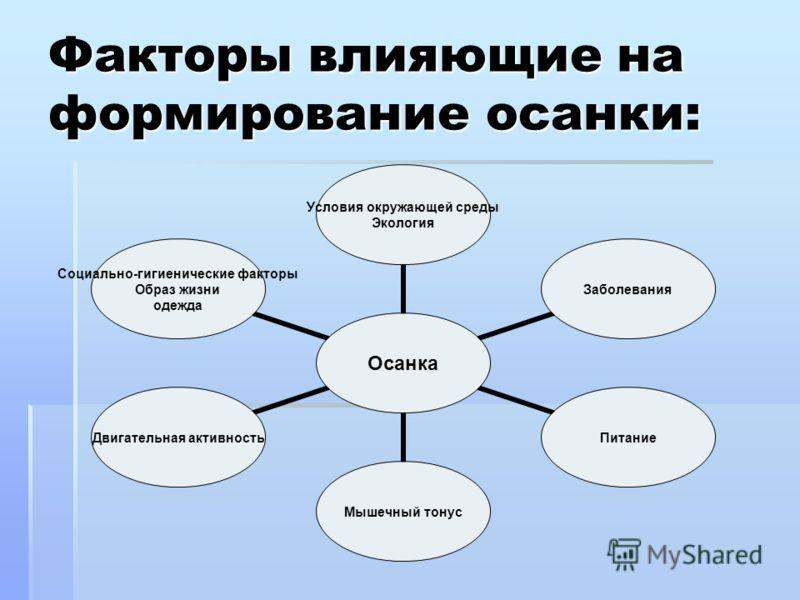 Факторы влияющие на
формирование осанки:
Условия окружающей среды
Экология
Социально-гигиенические факторы
Образ жизни
одежда
Заболевания
Осанка
Двигательная активность
Питание
Мышечный тонус
MyShared